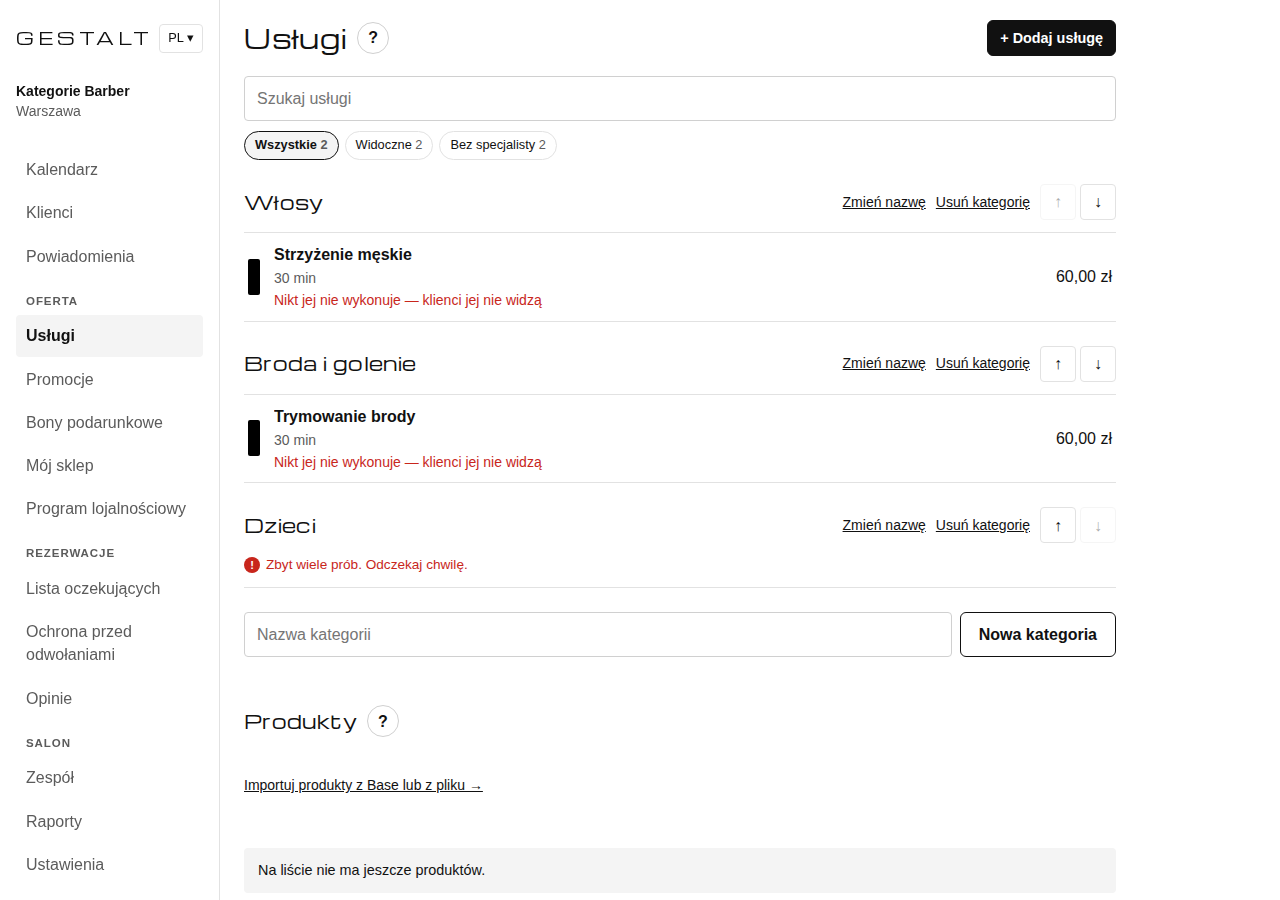 GESTALT
PL ▾
Kategorie Barber
Warszawa
Kalendarz
Klienci
Powiadomienia
OFERTA
Usługi
Promocje
Bony podarunkowe
Mój sklep
Program lojalnościowy
REZERWACJE
Lista oczekujących
Ochrona przed
odwołaniami
Opinie
SALON
Zespół
Raporty
Ustawienia
Usługi ?
+ Dodaj usługę
Szukaj usługi
Wszystkie 2 Widoczne 2 Bez specjalisty 2
Włosy Zmień nazwę Usuń kategorię ↑ ↓
Strzyżenie męskie
30 min
60,00 zł
Nikt jej nie wykonuje — klienci jej nie widzą
Broda i golenie Zmień nazwę Usuń kategorię ↑ ↓
Trymowanie brody
30 min
60,00 zł
Nikt jej nie wykonuje — klienci jej nie widzą
Dzieci Zmień nazwę Usuń kategorię ↑ ↓
! Zbyt wiele prób. Odczekaj chwilę.
Nazwa kategorii Nowa kategoria
Produkty ?
Importuj produkty z Base lub z pliku →
Na liście nie ma jeszcze produktów.